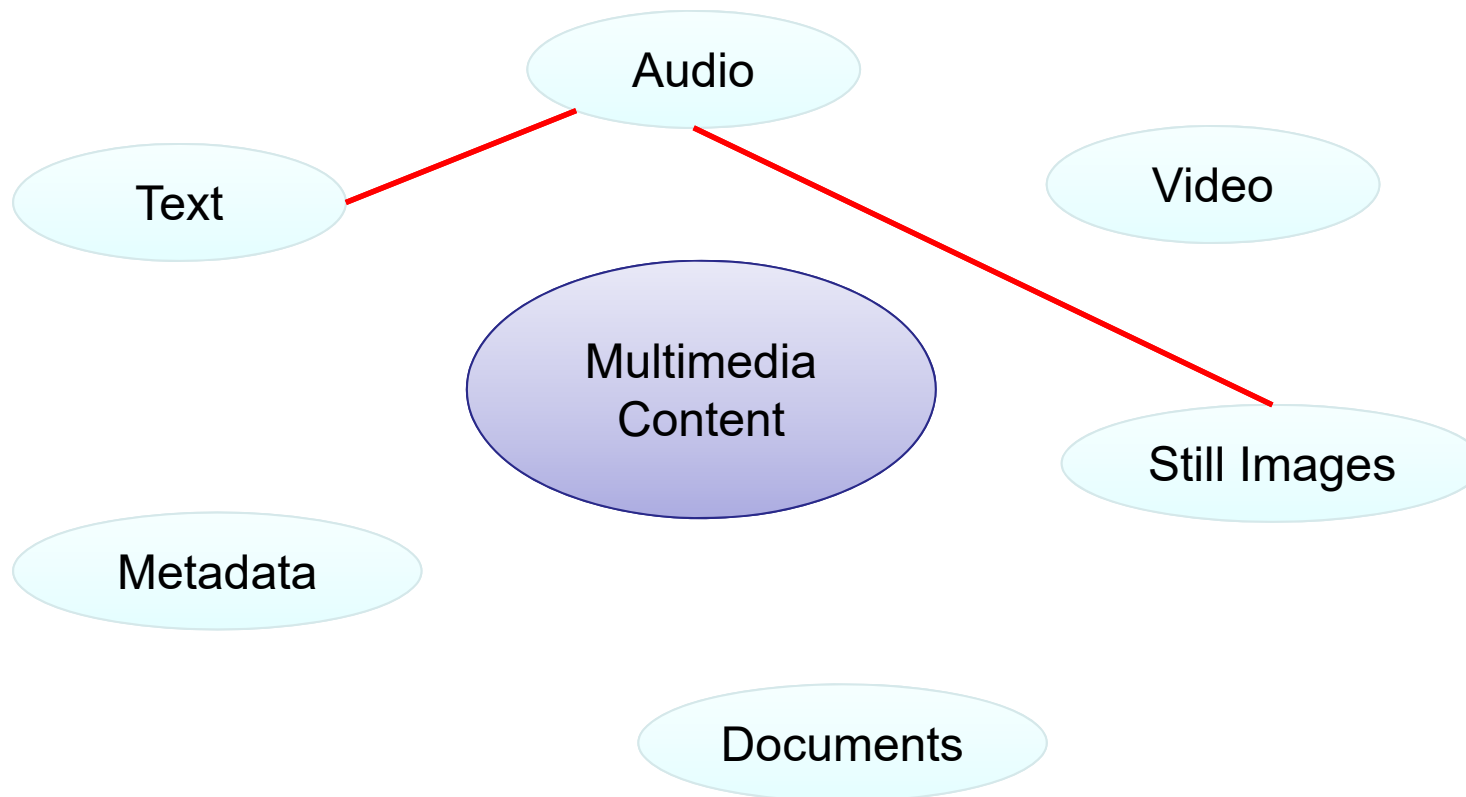 Audio
Video
Text
Multimedia
Content
Still Images
Metadata
Documents